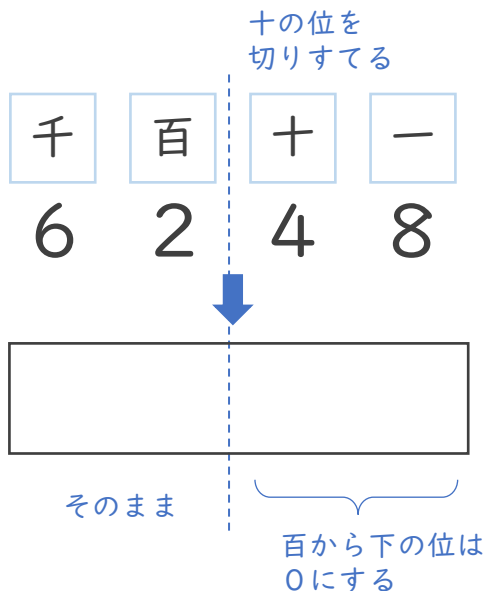 十の位を
切りすてる
千 百 十 一
6 2 4 8
そのまま
百から下の位は
0にする